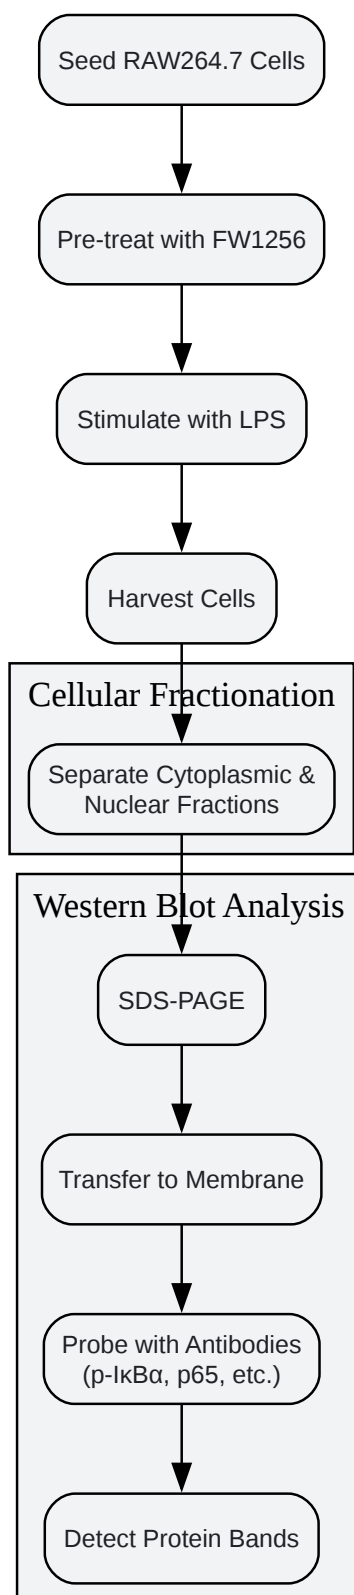 Seed RAW264.7 Cells
Pre-treat with FW1256
Stimulate with LPS
Harvest Cells
Cellular Fractionation
Separate Cytoplasmic &
Nuclear Fractions
Western Blot Analysis
SDS-PAGE
Transfer to Membrane
Probe with Antibodies
(p-IκBα, p65, etc.)
Detect Protein Bands